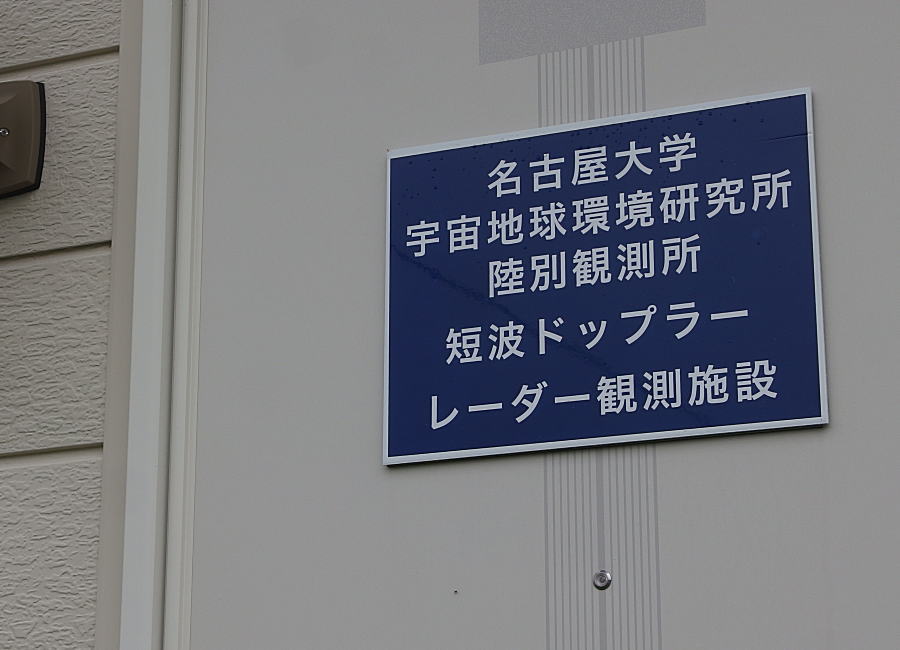 名古屋大学
宇宙地球環境研究所
陸別観測所
短波ドップラー
レーダー観測施設